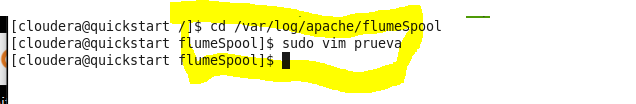 [cloudera@quickstart /]$ cd /var/log/apache/flumeSpool
[cloudera@quickstart flumeSpool]$ sudo vim prueva
[cloudera@quickstart flumeSpool]$